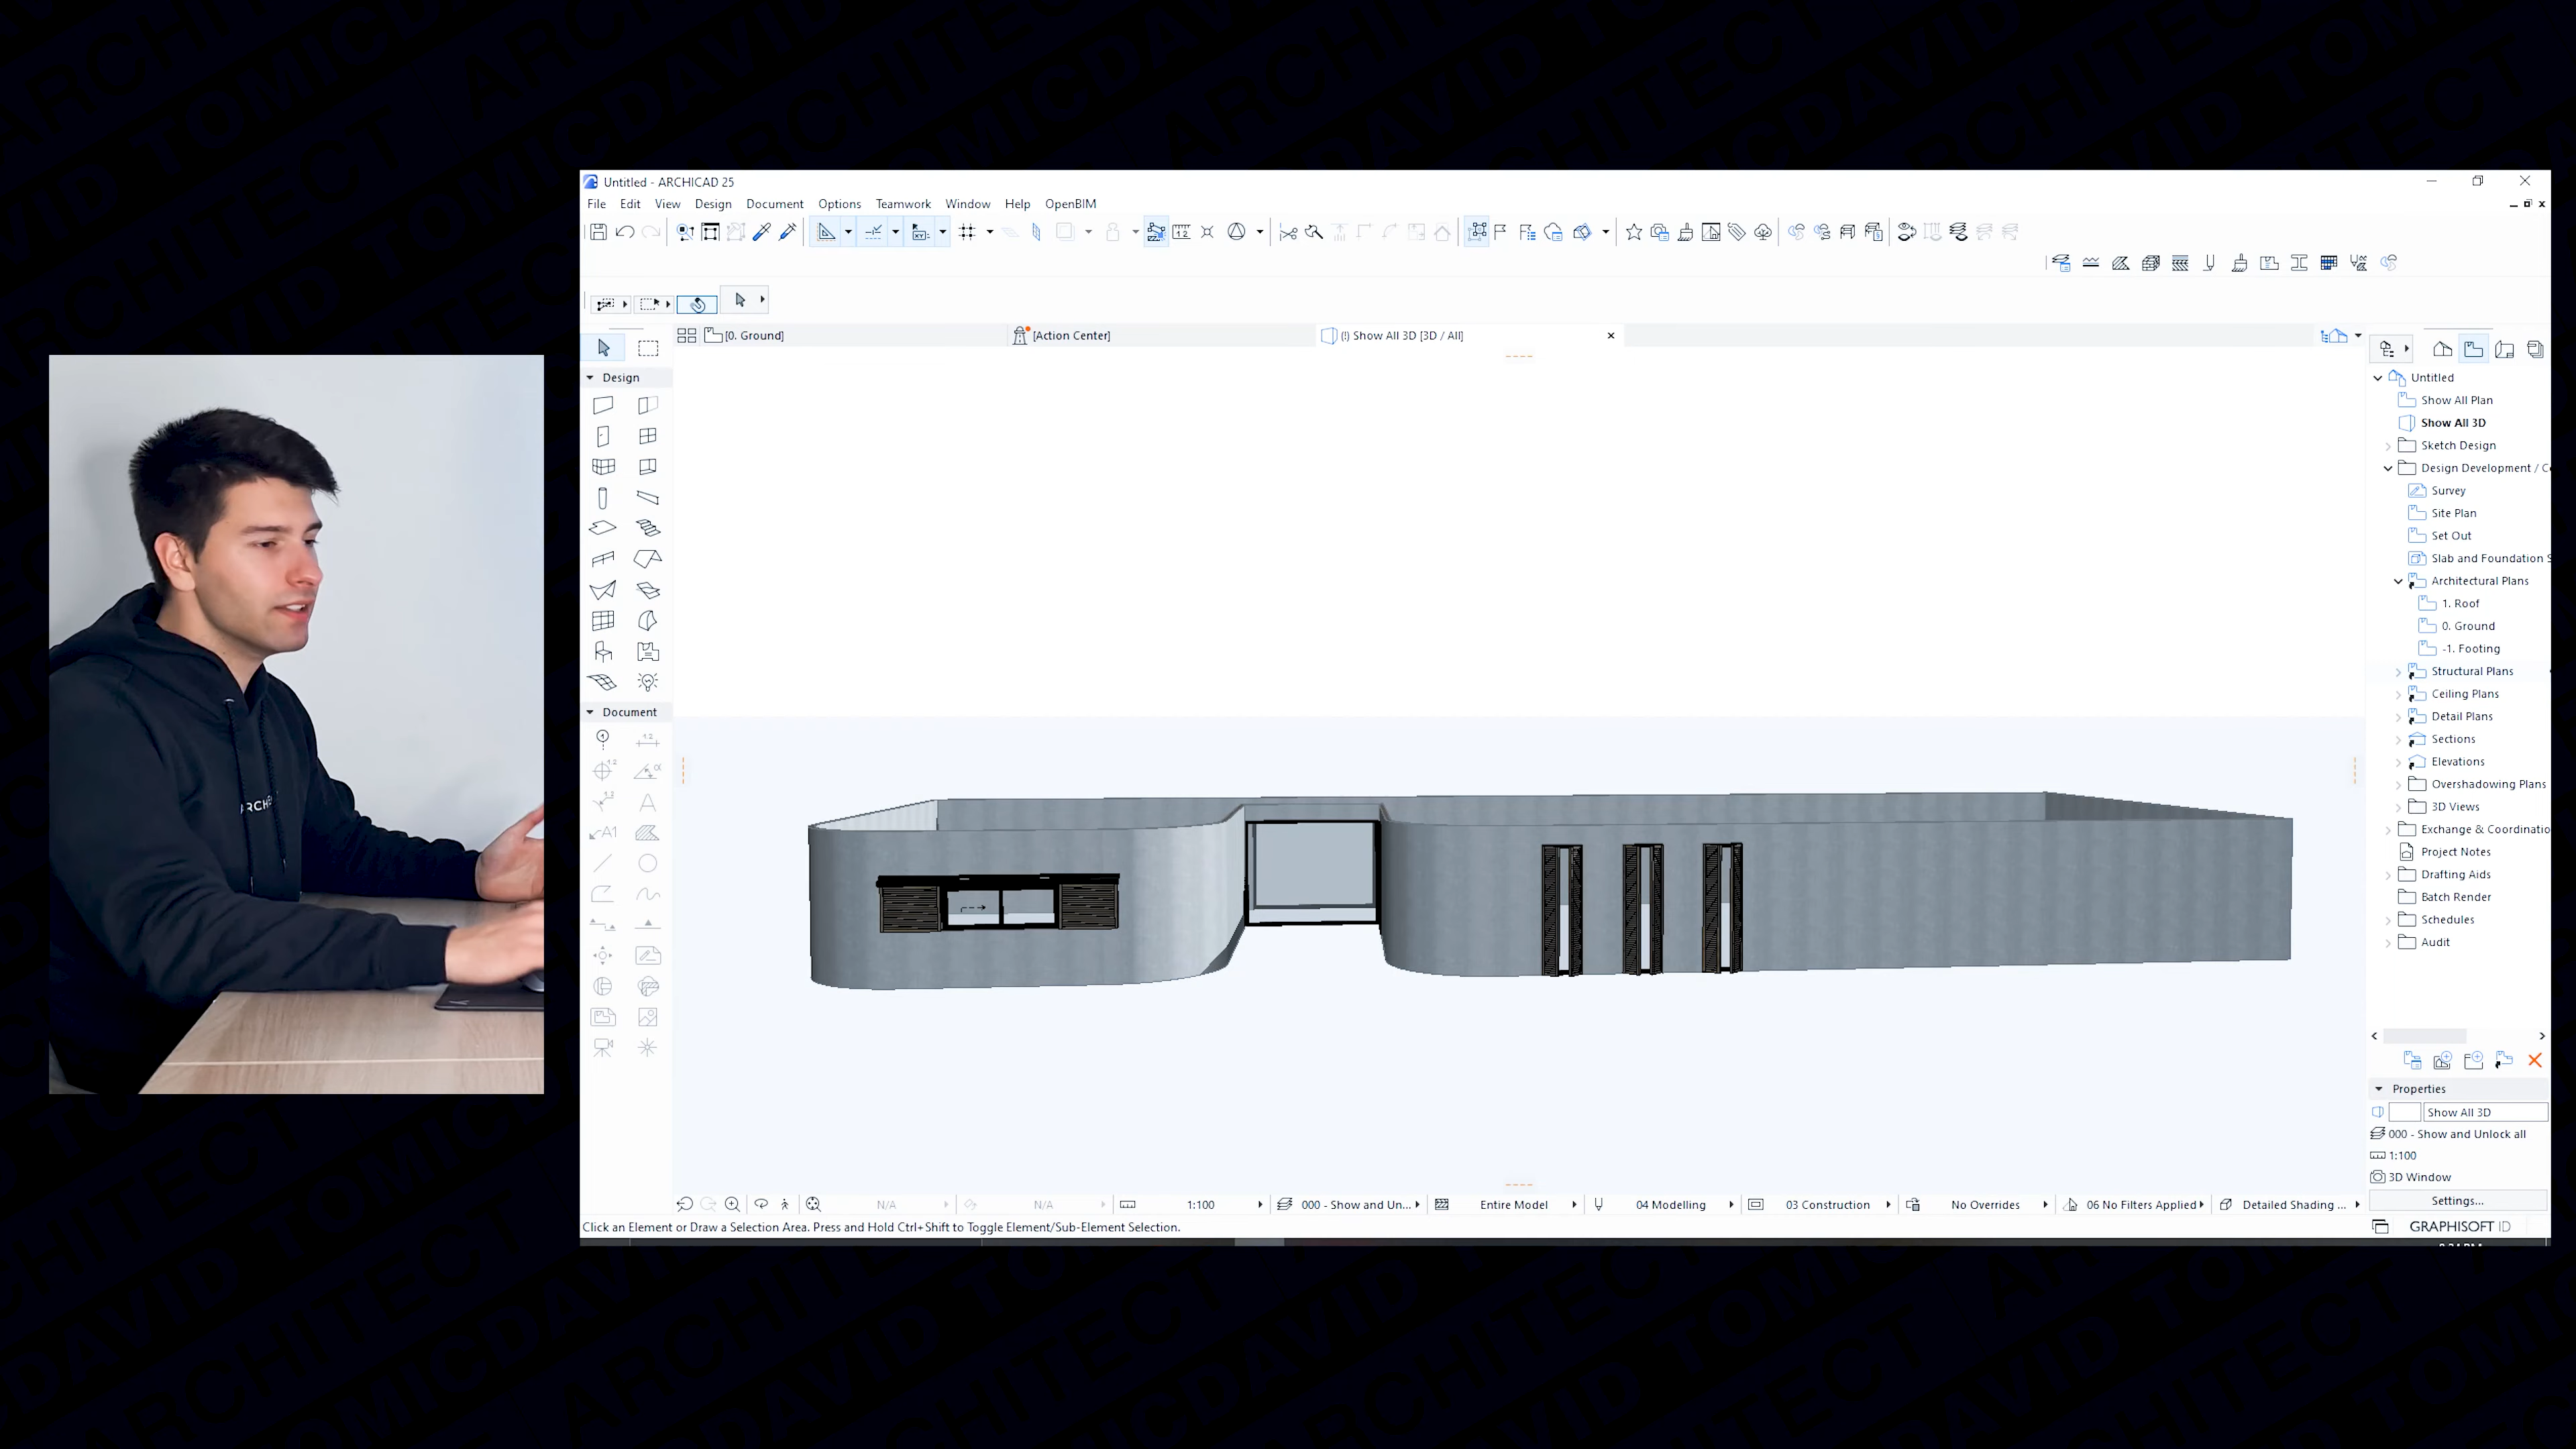 ARCHITECT
DAVID TOMIC
Untitled - ARCHICAD 25
File Edit View Design Document Options Teamwork Window Help OpenBIM
[0. Ground]
[Action Center]
(!) Show All 3D [3D / All]
Design
Document
Untitled
Show All Plan
Show All 3D
Sketch Design
Design Development / C
Survey
Site Plan
Set Out
Slab and Foundation S
Architectural Plans
1. Roof
0. Ground
-1. Footing
Structural Plans
Ceiling Plans
Detail Plans
Sections
Elevations
Overshadowing Plans
3D Views
Exchange & Coordinatio
Project Notes
Drafting Aids
Batch Render
Schedules
Audit
Properties
Show All 3D
000 - Show and Unlock all
1:100
3D Window
Settings...
N/A
N/A
1:100
000 - Show and Un...
Entire Model
04 Modelling
03 Construction
No Overrides
06 No Filters Applied
Detailed Shading ...
Click an Element or Draw a Selection Area. Press and Hold Ctrl+Shift to Toggle Element/Sub-Element Selection.
GRAPHISOFT ID